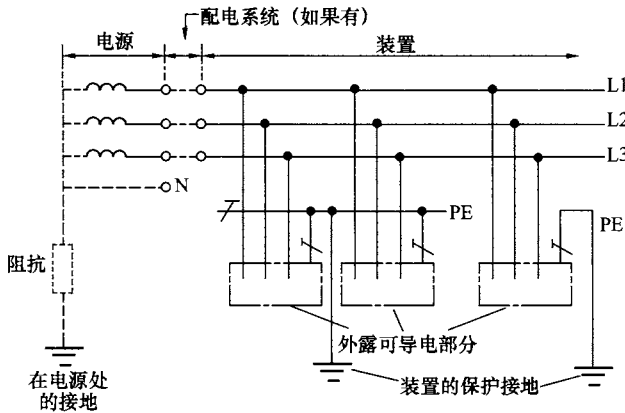 配电系统（如果有）
电源
装置
L1
L2
L3
N
PE
PE
阻抗
外露可导电部分
在电源处
的接地
装置的保护接地